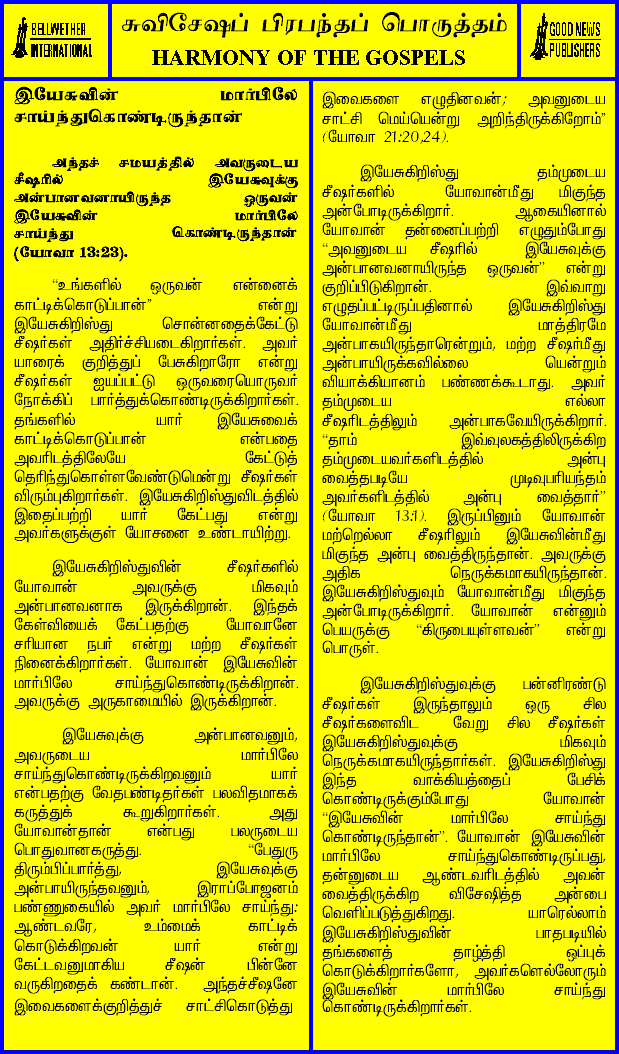 BELLWETHER
INTERNATIONAL
சுவிசேஷப் பிரபந்தப் பொருத்தம்
HARMONY OF THE GOSPELS
GOOD NEWS
PUBLISHERS
இயேசுவின் மார்பிலே
சாய்ந்துகொண்டிருந்தான்
அந்தச் சமயத்தில் அவருடைய
சீஷரில் இயேசுவுக்கு
அன்பானவனாயிருந்த ஒருவன்
இயேசுவின் மார்பிலே
சாய்ந்து கொண்டிருந்தான்
(யோவா 13:23).
“உங்களில் ஒருவன் என்னைக்
காட்டிக்கொடுப்பான்” என்று
இயேசுகிறிஸ்து சொன்னதைக்கேட்டு
சீஷர்கள் அதிர்ச்சியடைகிறார்கள். அவர்
யாரைக் குறித்துப் பேசுகிறாரோ என்று
சீஷர்கள் ஐயப்பட்டு ஒருவரையொருவர்
நோக்கிப் பார்த்துக்கொண்டிருக்கிறார்கள்.
தங்களில் யார் இயேசுவைக்
காட்டிக்கொடுப்பான் என்பதை
அவரிடத்திலேயே கேட்டுத்
தெரிந்துகொள்ளவேண்டுமென்று சீஷர்கள்
விரும்புகிறார்கள். இயேசுகிறிஸ்துவிடத்தில்
இதைப்பற்றி யார் கேட்பது என்று
அவர்களுக்குள் யோசனை உண்டாயிற்று.
இயேசுகிறிஸ்துவின் சீஷர்களில்
யோவான் அவருக்கு மிகவும்
அன்பானவனாக இருக்கிறான். இந்தக்
கேள்வியைக் கேட்பதற்கு யோவானே
சரியான நபர் என்று மற்ற சீஷர்கள்
நினைக்கிறார்கள். யோவான் இயேசுவின்
மார்பிலே சாய்ந்துகொண்டிருக்கிறான்.
அவருக்கு அருகாமையில் இருக்கிறான்.
இயேசுவுக்கு அன்பானவனும்,
அவருடைய மார்பிலே
சாய்ந்துகொண்டிருக்கிறவனும் யார்
என்பதற்கு வேதபண்டிதர்கள் பலவிதமாகக்
கருத்துக் கூறுகிறார்கள். அது
யோவான்தான் என்பது பலருடைய
பொதுவானகருத்து. “பேதுரு
திரும்பிப்பார்த்து, இயேசுவுக்கு
அன்பாயிருந்தவனும், இராப்போஜனம்
பண்ணுகையில் அவர் மார்பிலே சாய்ந்து:
ஆண்டவரே, உம்மைக் காட்டிக்
கொடுக்கிறவன் யார் என்று
கேட்டவனுமாகிய சீஷன் பின்னே
வருகிறதைக் கண்டான். அந்தச்சீஷனே
இவைகளைக்குறித்துச் சாட்சிகொடுத்து
இவைகளை எழுதினவன்; அவனுடைய
சாட்சி மெய்யென்று அறிந்திருக்கிறோம்”
(யோவா 21:20,24).
இயேசுகிறிஸ்து தம்முடைய
சீஷர்களில் யோவான்மீது மிகுந்த
அன்போடிருக்கிறார். ஆகையினால்
யோவான் தன்னைப்பற்றி எழுதும்போது
“அவனுடைய சீஷரில் இயேசுவுக்கு
அன்பானவனாயிருந்த ஒருவன்” என்று
குறிப்பிடுகிறான். இவ்வாறு
எழுதப்பட்டிருப்பதினால் இயேசுகிறிஸ்து
யோவான்மீது மாத்திரமே
அன்பாகயிருந்தாரென்றும், மற்ற சீஷர்மீது
அன்பாயிருக்கவில்லை யென்றும்
வியாக்கியானம் பண்ணக்கூடாது. அவர்
தம்முடைய எல்லா
சீஷரிடத்திலும் அன்பாகவேயிருக்கிறார்.
“தாம் இவ்வுலகத்திலிருக்கிற
தம்முடையவர்களிடத்தில் அன்பு
வைத்தபடியே முடிவுபரியந்தம்
அவர்களிடத்தில் அன்பு வைத்தார்”
(யோவா 13:1). இருப்பினும் யோவான்
மற்றெல்லா சீஷரிலும் இயேசுவின்மீது
மிகுந்த அன்பு வைத்திருந்தான். அவருக்கு
அதிக நெருக்கமாகயிருந்தான்.
இயேசுகிறிஸ்துவும் யோவான்மீது மிகுந்த
அன்போடிருக்கிறார். யோவான் என்னும்
பெயருக்கு “கிருபையுள்ளவன்” என்று
பொருள்.
இயேசுகிறிஸ்துவுக்கு பன்னிரண்டு
சீஷர்கள் இருந்தாலும் ஒரு சில
சீஷர்களைவிட வேறு சில சீஷர்கள்
இயேசுகிறிஸ்துவுக்கு மிகவும்
நெருக்கமாகயிருந்தார்கள். இயேசுகிறிஸ்து
இந்த வாக்கியத்தைப் பேசிக்
கொண்டிருக்கும்போது யோவான்
“இயேசுவின் மார்பிலே சாய்ந்து
கொண்டிருந்தான்”. யோவான் இயேசுவின்
மார்பிலே சாய்ந்துகொண்டிருப்பது,
தன்னுடைய ஆண்டவரிடத்தில் அவன்
வைத்திருக்கிற விசேஷித்த அன்பை
வெளிப்படுத்துகிறது. யாரெல்லாம்
இயேசுகிறிஸ்துவின் பாதபடியில்
தங்களைத் தாழ்த்தி ஒப்புக்
கொடுக்கிறார்களோ, அவர்களெல்லோரும்
இயேசுவின் மார்பிலே சாய்ந்து
கொண்டிருக்கிறார்கள்.